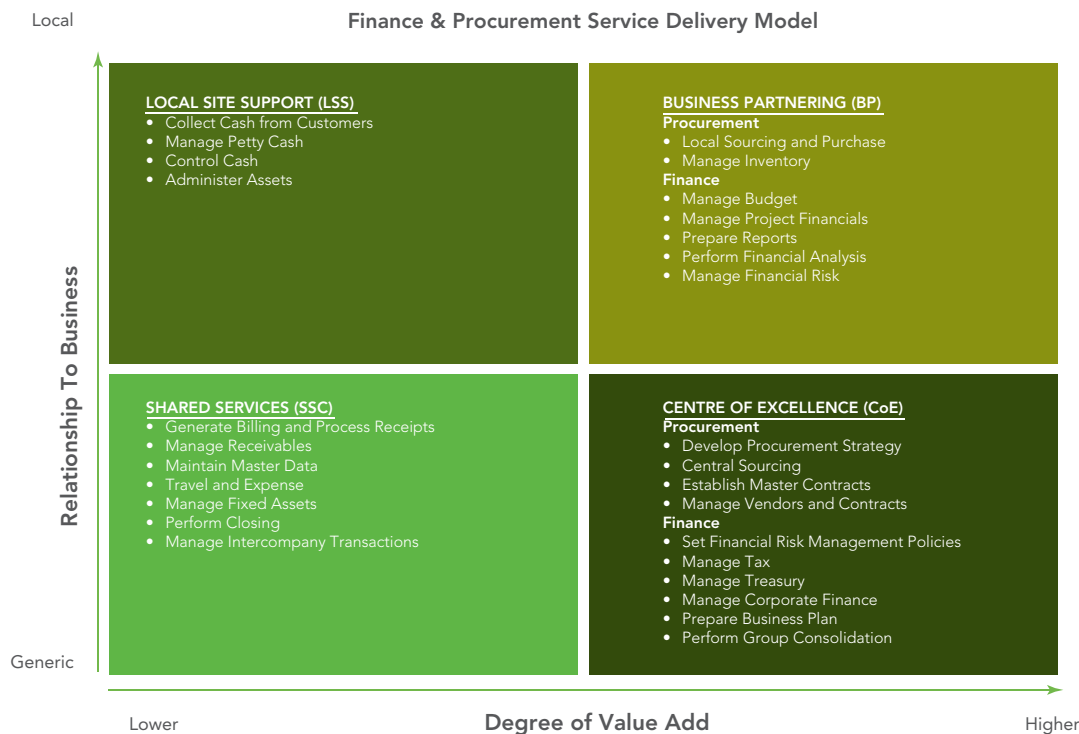 Local
Finance & Procurement Service Delivery Model
LOCAL SITE SUPPORT (LSS)
• Collect Cash from Customers
• Manage Petty Cash
• Control Cash
• Administer Assets
BUSINESS PARTNERING (BP)
Procurement
• Local Sourcing and Purchase
• Manage Inventory
Finance
• Manage Budget
• Manage Project Financials
• Prepare Reports
• Perform Financial Analysis
• Manage Financial Risk
Relationship To Business
SHARED SERVICES (SSC)
• Generate Billing and Process Receipts
• Manage Receivables
• Maintain Master Data
• Travel and Expense
• Manage Fixed Assets
• Perform Closing
• Manage Intercompany Transactions
CENTRE OF EXCELLENCE (CoE)
Procurement
• Develop Procurement Strategy
• Central Sourcing
• Establish Master Contracts
• Manage Vendors and Contracts
Finance
• Set Financial Risk Management Policies
• Manage Tax
• Manage Treasury
• Manage Corporate Finance
• Prepare Business Plan
• Perform Group Consolidation
Generic
Lower
Degree of Value Add
Higher